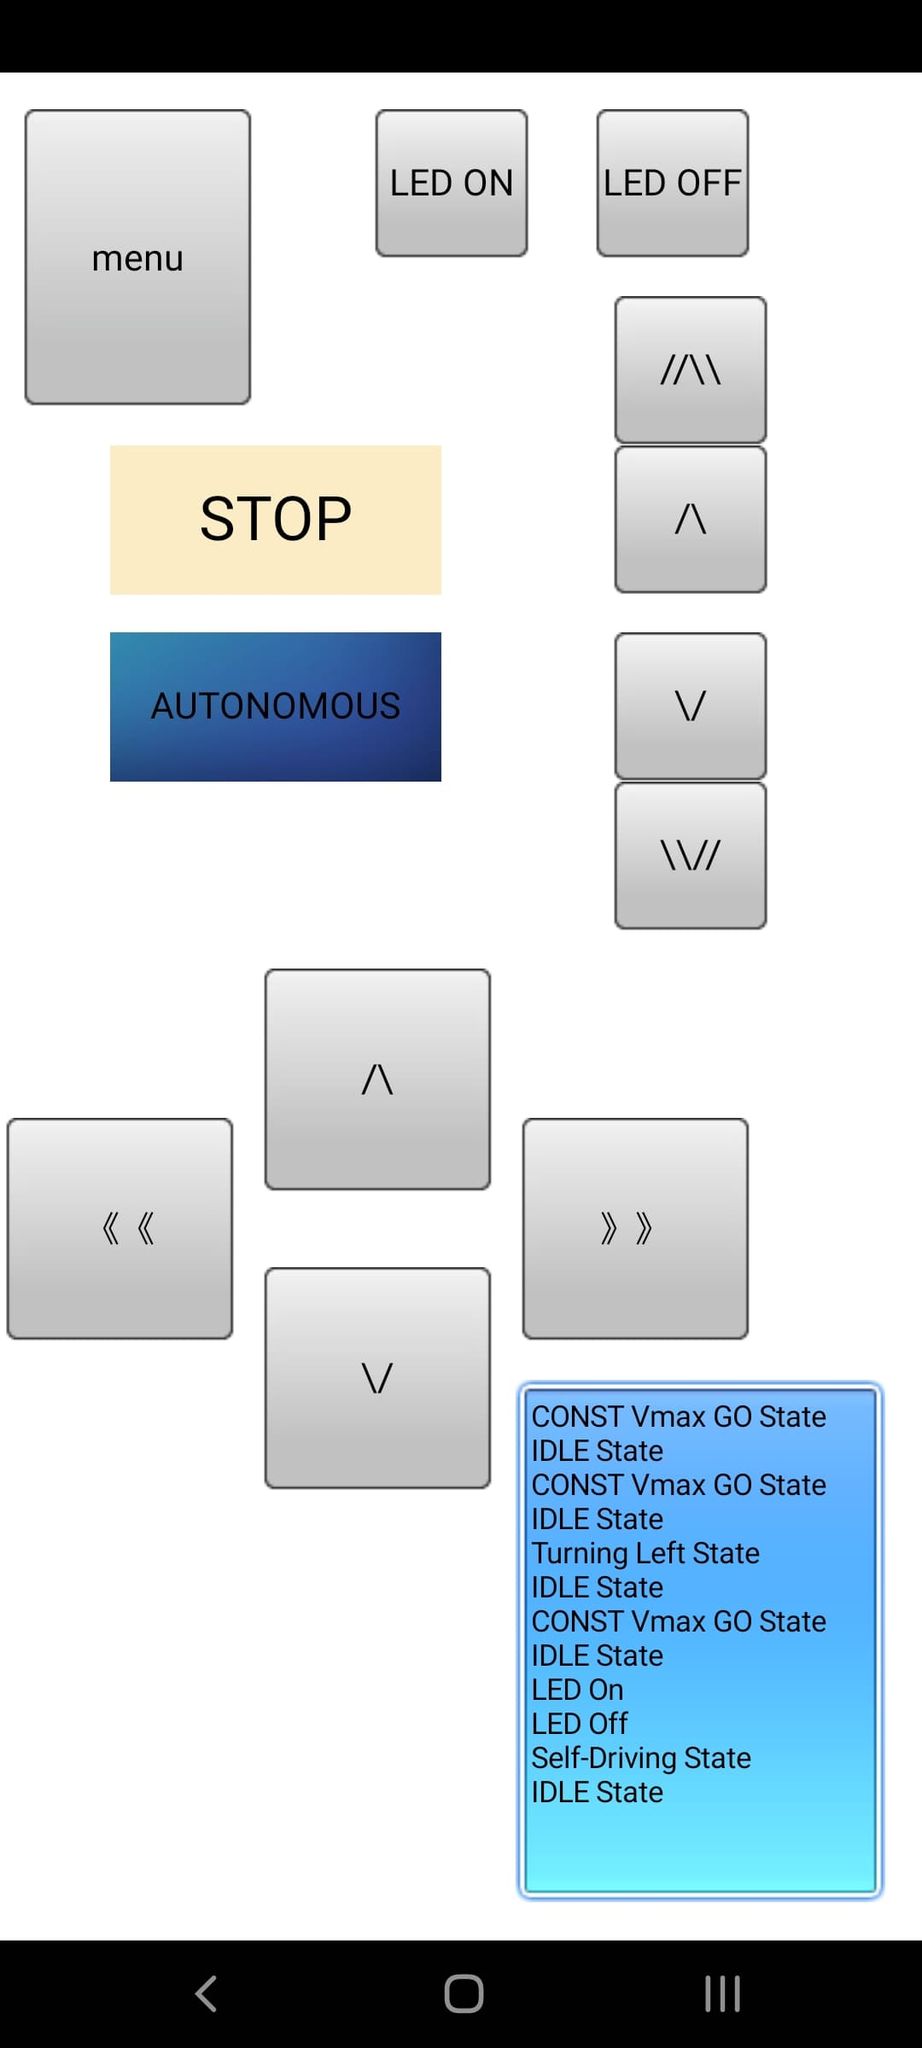 menu
LED ON
LED OFF
//\\
STOP
/\
AUTONOMOUS
\/
\\//
/\
《 《
》 》
\/
CONST Vmax GO State
IDLE State
CONST Vmax GO State
IDLE State
Turning Left State
IDLE State
CONST Vmax GO State
IDLE State
LED On
LED Off
Self-Driving State
IDLE State